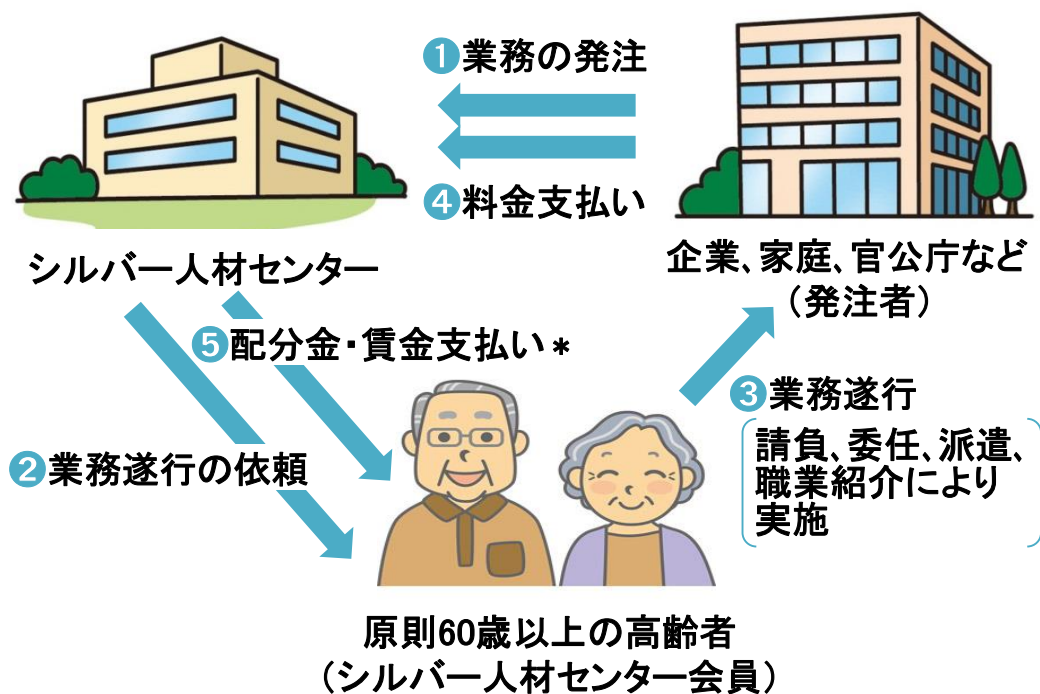 ❶業務の発注
❹料金支払い
シルバー人材センター
企業、家庭、官公庁など
（発注者）
❺配分金・賃金支払い＊
❸業務遂行
請負、委任、派遣、
職業紹介により
実施
❷業務遂行の依頼
原則60歳以上の高齢者
（シルバー人材センター会員）